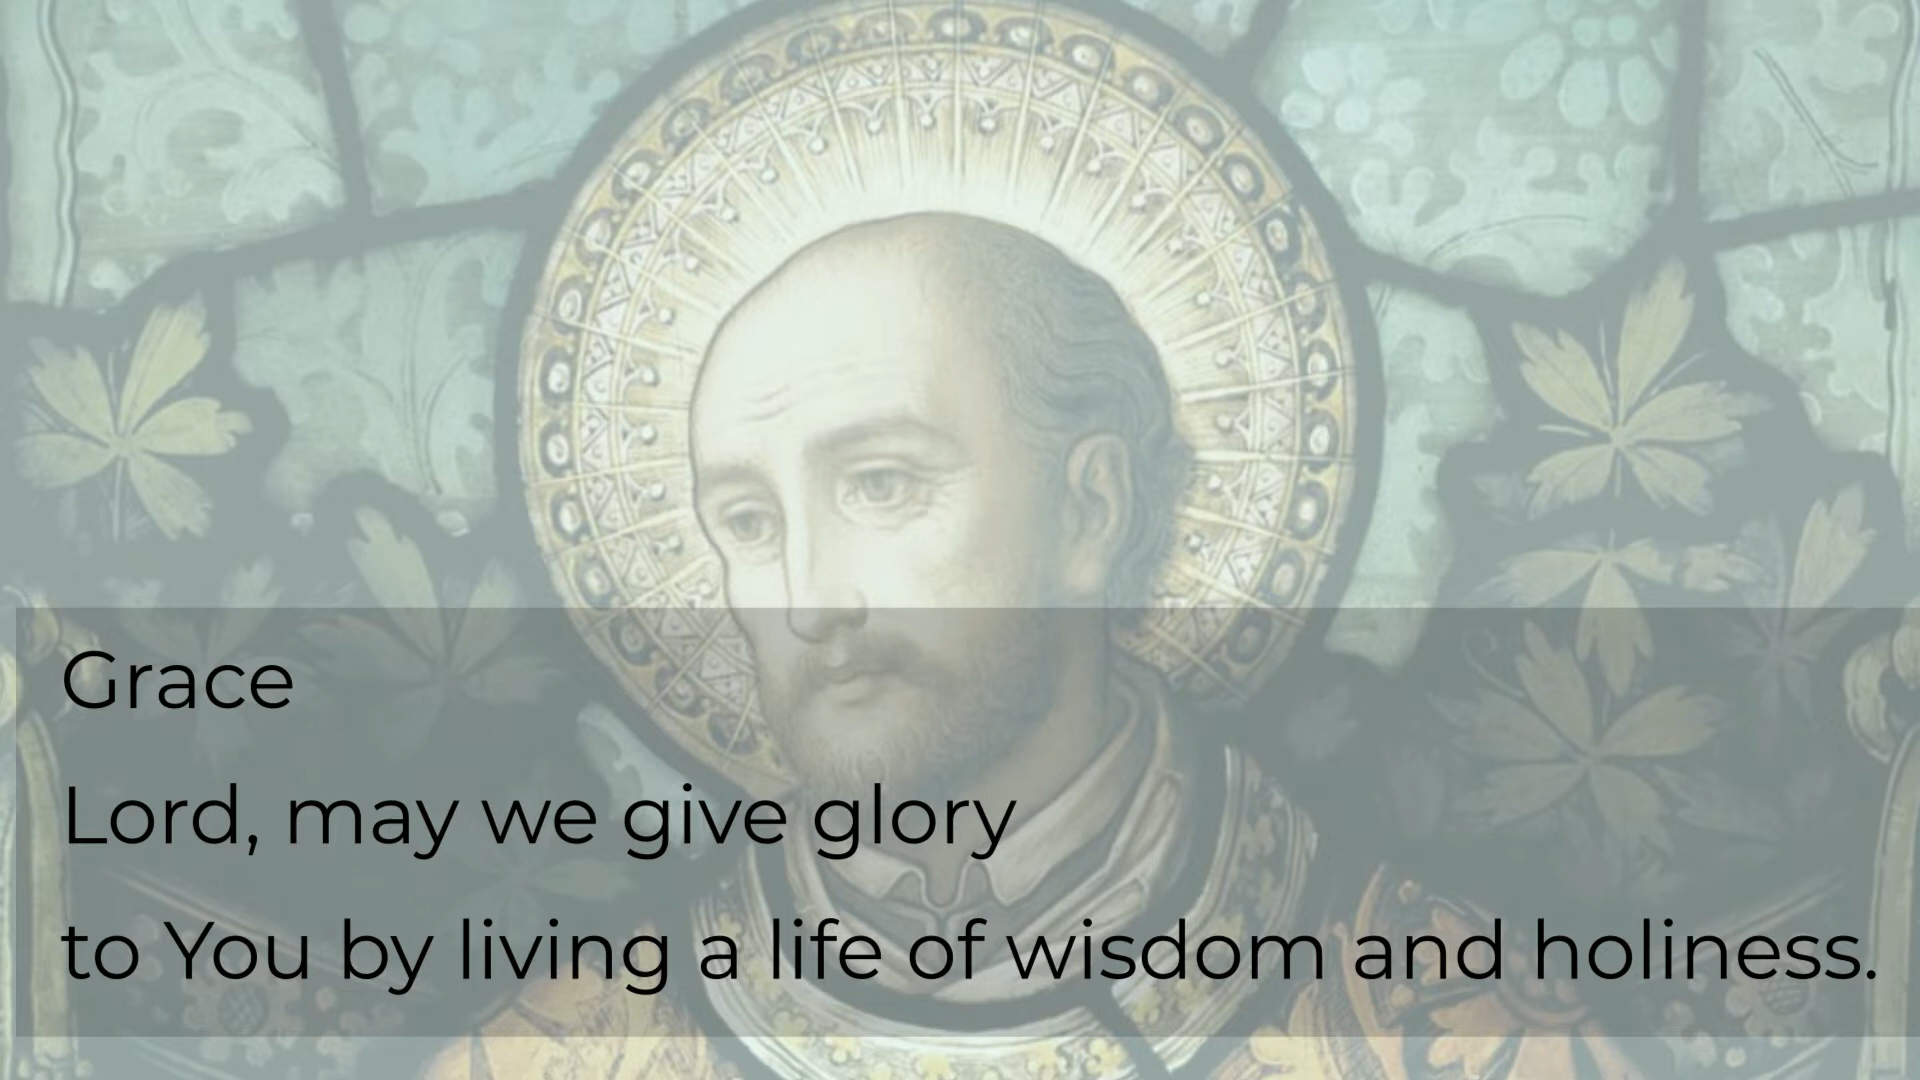 Grace
Lord, may we give glory
to You by living a life of wisdom and holiness.